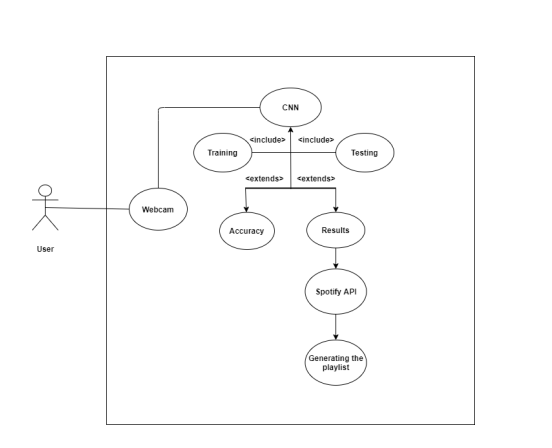 CNN
<include> <include>
Training
Testing
<extends> <extends>
Webcam
User
Accuracy
Results
Spotify API
Generating the
playlist